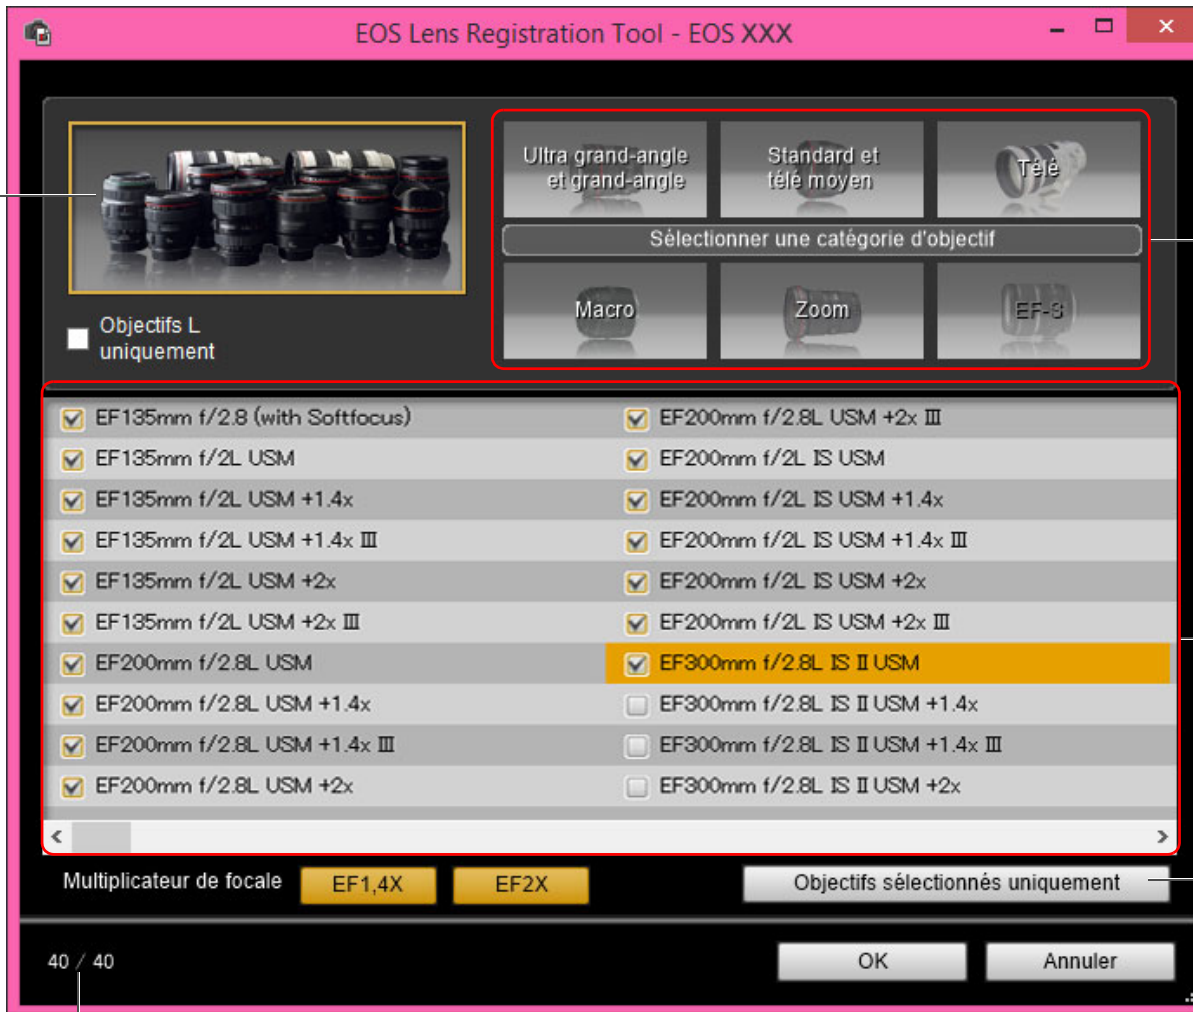 EOS Lens Registration Tool - EOS XXX
Ultra grand-angle
et grand-angle
Standard et
télé moyen
Télé
Sélectionner une catégorie d'objectif
Macro
Zoom
EF-S
Objectifs L
uniquement
EF135mm f/2.8 (with Softfocus)
EF135mm f/2L USM
EF135mm f/2L USM +1.4x
EF135mm f/2L USM +1.4x III
EF135mm f/2L USM +2x
EF135mm f/2L USM +2x III
EF200mm f/2.8L USM
EF200mm f/2.8L USM +1.4x
EF200mm f/2.8L USM +1.4x III
EF200mm f/2.8L USM +2x
EF200mm f/2.8L USM +2x III
EF200mm f/2L IS USM
EF200mm f/2L IS USM +1.4x
EF200mm f/2L IS USM +1.4x III
EF200mm f/2L IS USM +2x
EF200mm f/2L IS USM +2x III
EF300mm f/2.8L IS II USM
EF300mm f/2.8L IS II USM +1.4x
EF300mm f/2.8L IS II USM +1.4x III
EF300mm f/2.8L IS II USM +2x
Multiplicateur de focale
EF1,4X
EF2X
Objectifs sélectionnés uniquement
40 / 40
OK
Annuler